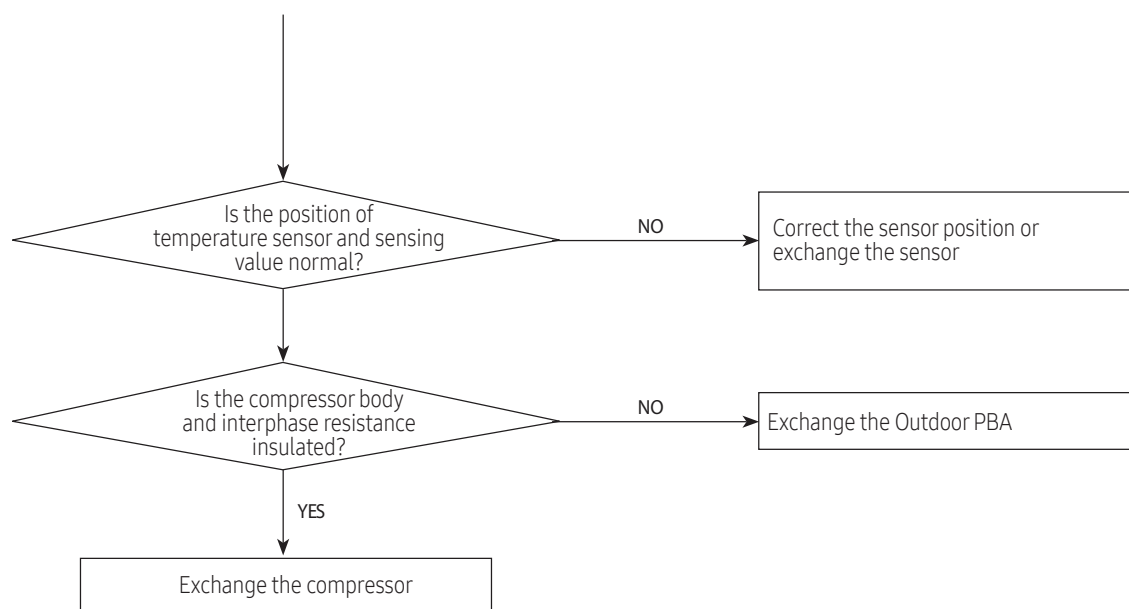 Is the position of
temperature sensor and sensing
value normal?
NO
Correct the sensor position or
exchange the sensor
Is the compressor body
and interphase resistance
insulated?
NO
Exchange the Outdoor PBA
YES
Exchange the compressor